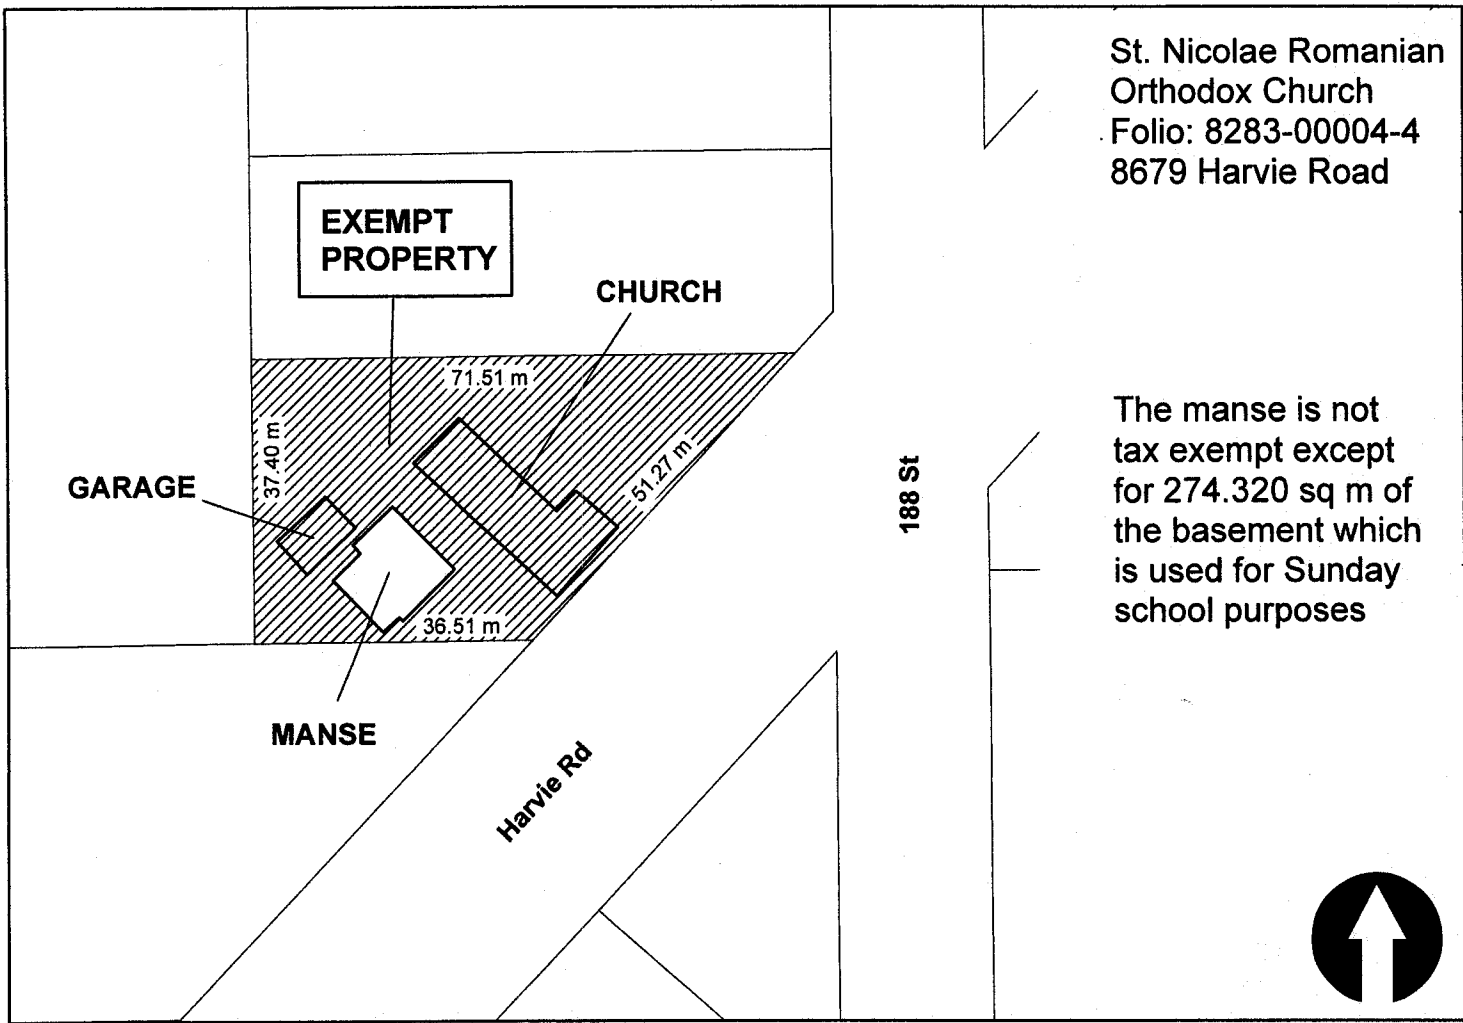 St. Nicolae Romanian
Orthodox Church
Folio: 8283-00004-4
8679 Harvie Road
EXEMPT
PROPERTY
CHURCH
71.51 m
37.40 m
51.27 m
GARAGE
36.51 m
MANSE
188 St
Harvie Rd
The manse is not
tax exempt except
for 274.320 sq m of
the basement which
is used for Sunday
school purposes